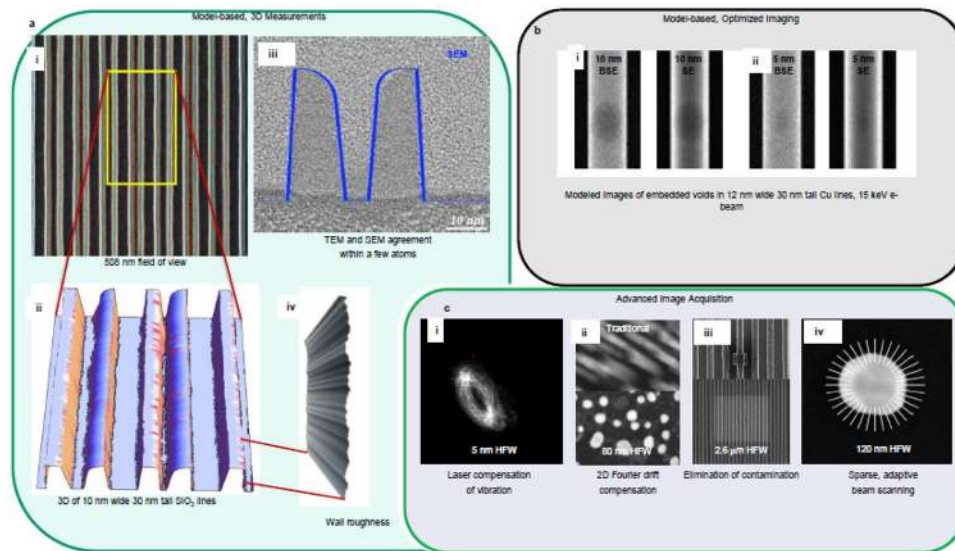 Model-based, 3D Measurements
a
i
508 nm field of view
iii
SEM
10 nm
TEM and SEM agreement
within a few atoms
ii
3D of 10 nm wide 30 nm tall SiO₂ lines
iv
Wall roughness
Model-based, Optimized Imaging
b
i
10 nm
BSE
10 nm
SE
ii
5 nm
BSE
5 nm
SE
Modeled images of embedded voids in 12 nm wide 30 nm tall Cu lines, 15 keV e-
beam
Advanced Image Acquisition
c
i
5 nm HFW
Laser compensation
of vibration
ii
Traditional
80 nm HFW
2D Fourier drift
compensation
iii
2.6 µm HFW
Elimination of contamination
iv
120 nm HFW
Sparse, adaptive
beam scanning